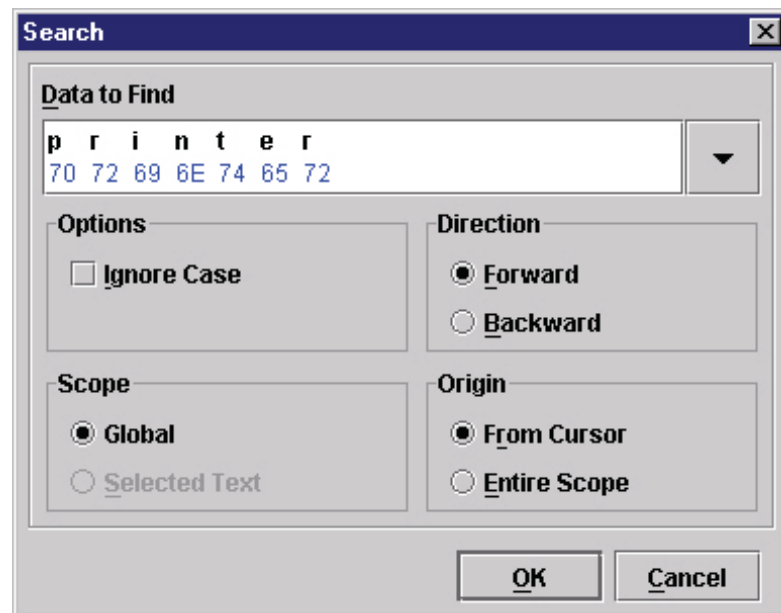 Search
Data to Find
p r i n t e r
70 72 69 6E 74 65 72
Options
Ignore Case
Direction
Forward
Backward
Scope
Global
Selected Text
Origin
From Cursor
Entire Scope
OK Cancel